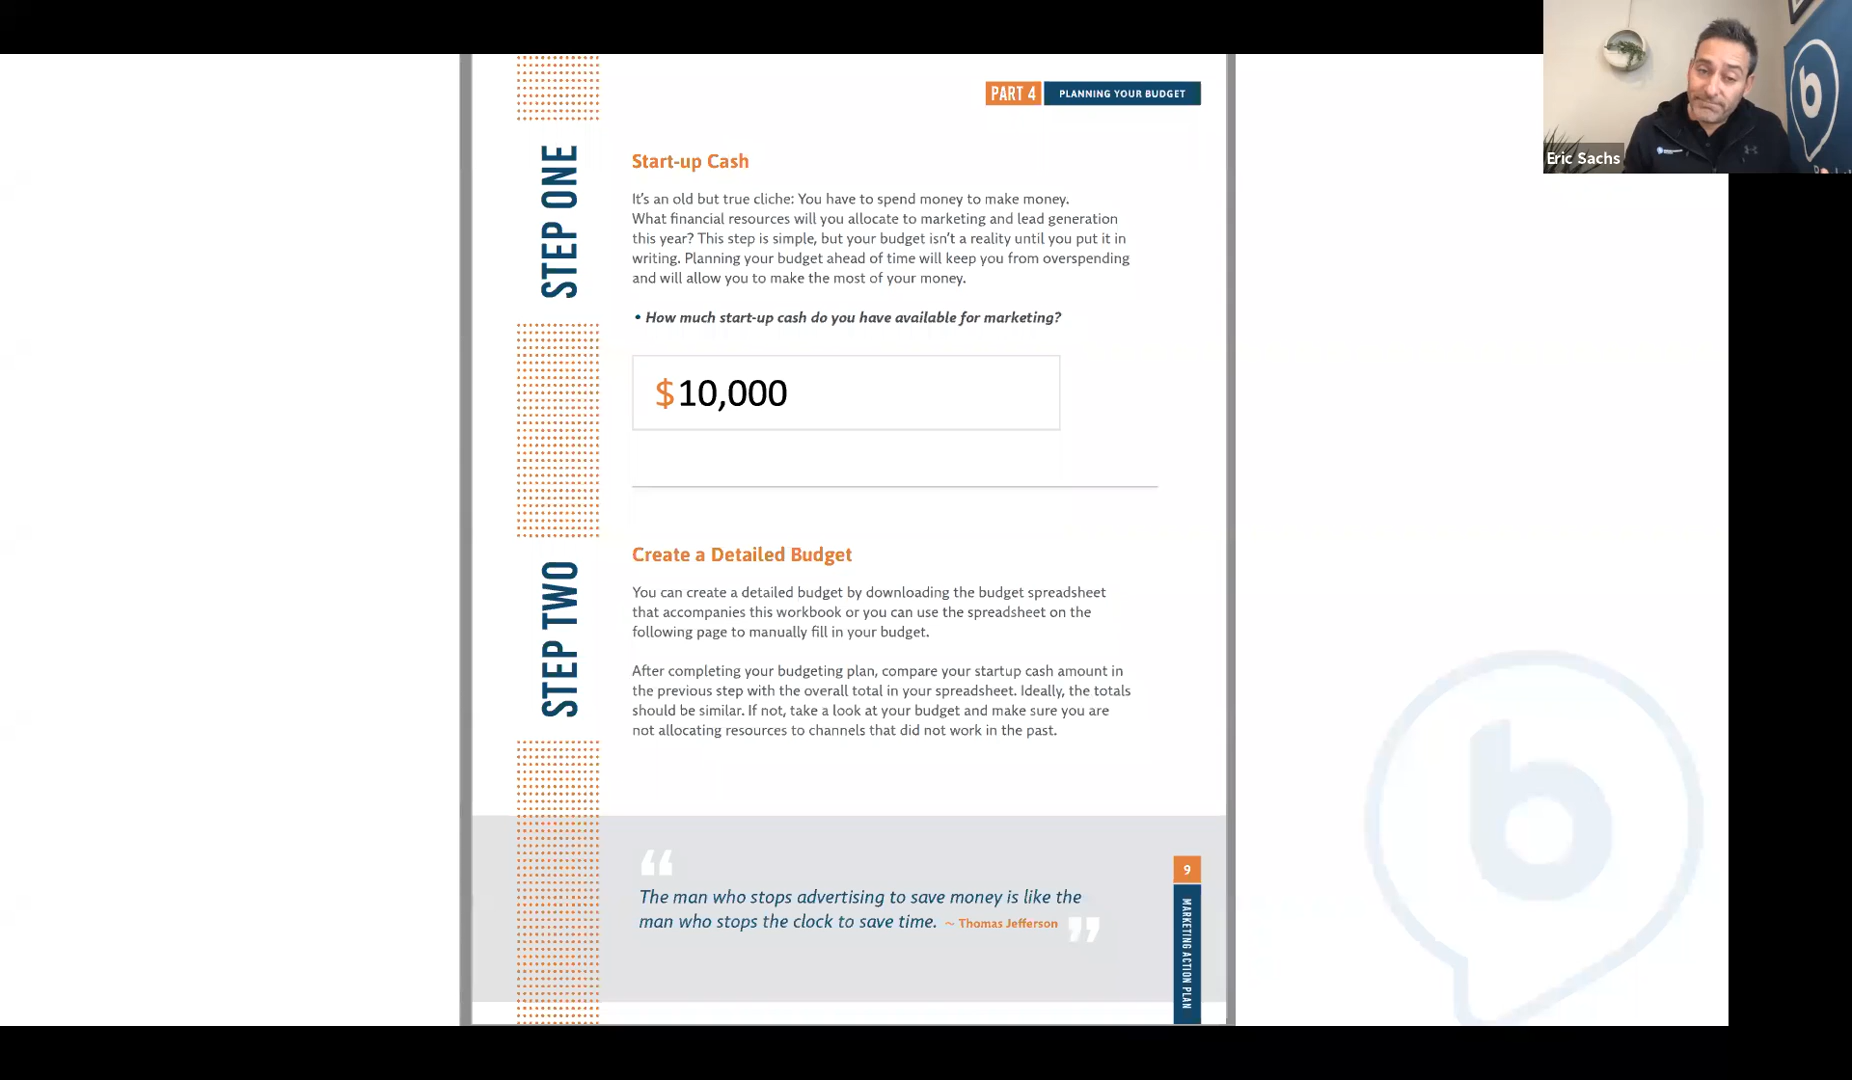 PART 4
PLANNING YOUR BUDGET
STEP ONE
Start-up Cash
It's an old but true cliche: You have to spend money to make money.
What financial resources will you allocate to marketing and lead generation
this year? This step is simple, but your budget isn't a reality until you put it in
writing. Planning your budget ahead of time will keep you from overspending
and will allow you to make the most of your money.
• How much start-up cash do you have available for marketing?
$10,000
STEP TWO
Create a Detailed Budget
You can create a detailed budget by downloading the budget spreadsheet
that accompanies this workbook or you can use the spreadsheet on the
following page to manually fill in your budget.
After completing your budgeting plan, compare your startup cash amount in
the previous step with the overall total in your spreadsheet. Ideally, the totals
should be similar. If not, take a look at your budget and make sure you are
not allocating resources to channels that did not work in the past.
“
The man who stops advertising to save money is like the
man who stops the clock to save time. ~ Thomas Jefferson
”
9
MARKETING ACTION PLAN
Eric Sachs
b
b